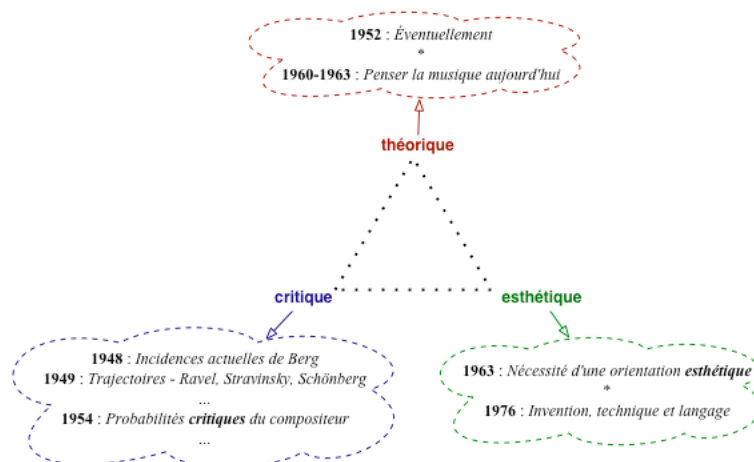 1952 : Éventuellement
*
1960-1963 : Penser la musique aujourd'hui
théorique
critique
esthétique
1948 : Incidences actuelles de Berg
1949 : Trajectoires - Ravel, Stravinsky, Schönberg
...
1954 : Probabilités critiques du compositeur
...
1963 : Nécessité d'une orientation esthétique
*
1976 : Invention, technique et langage